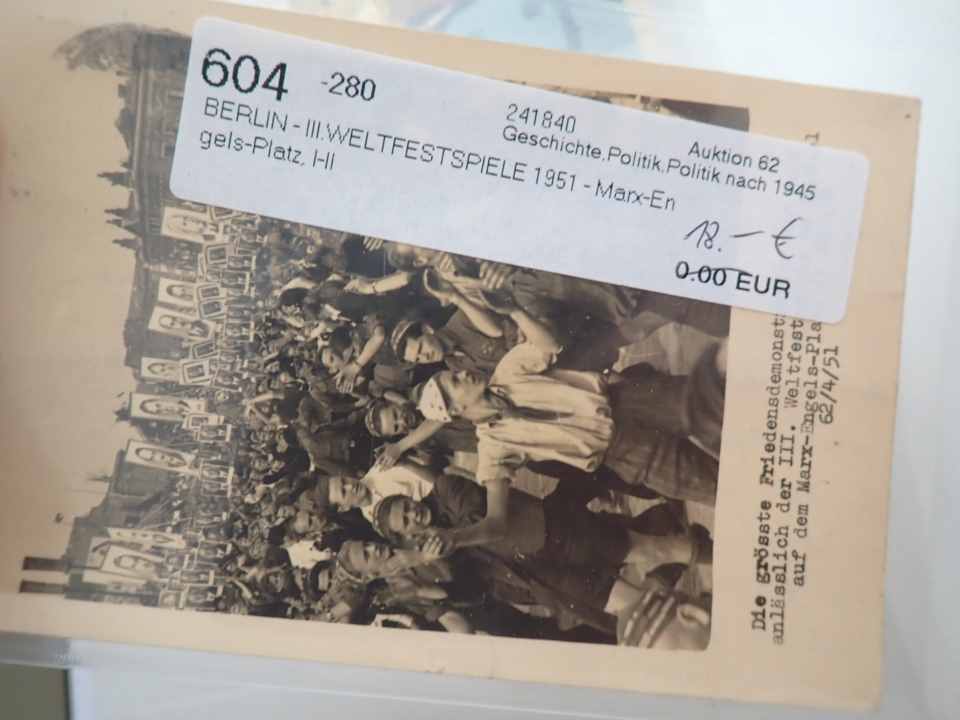 604 -280
241840
Auktion 62
Geschichte,Politik,Politik nach 1945
BERLIN - III.WELTFESTSPIELE 1951 - Marx-En
gels-Platz, I-II
18.- €
0.00 EUR
Die grösste Friedensdemonst
anlässlich der III. Weltfest
auf dem Marx-Engels-Pla
62/4/51